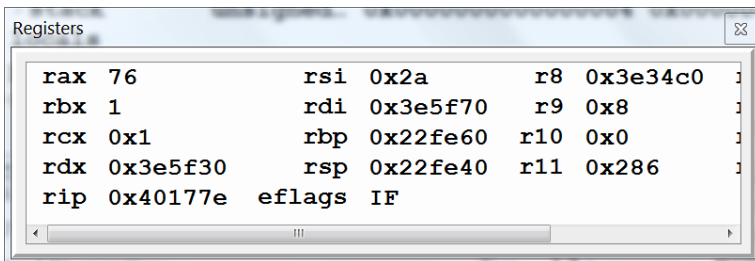 Registers
rax 76 rsi 0x2a r8 0x3e34c0
rbx 1 rdi 0x3e5f70 r9 0x8
rcx 0x1 rbp 0x22fe60 r10 0x0
rdx 0x3e5f30 rsp 0x22fe40 r11 0x286
rip 0x40177e eflags IF